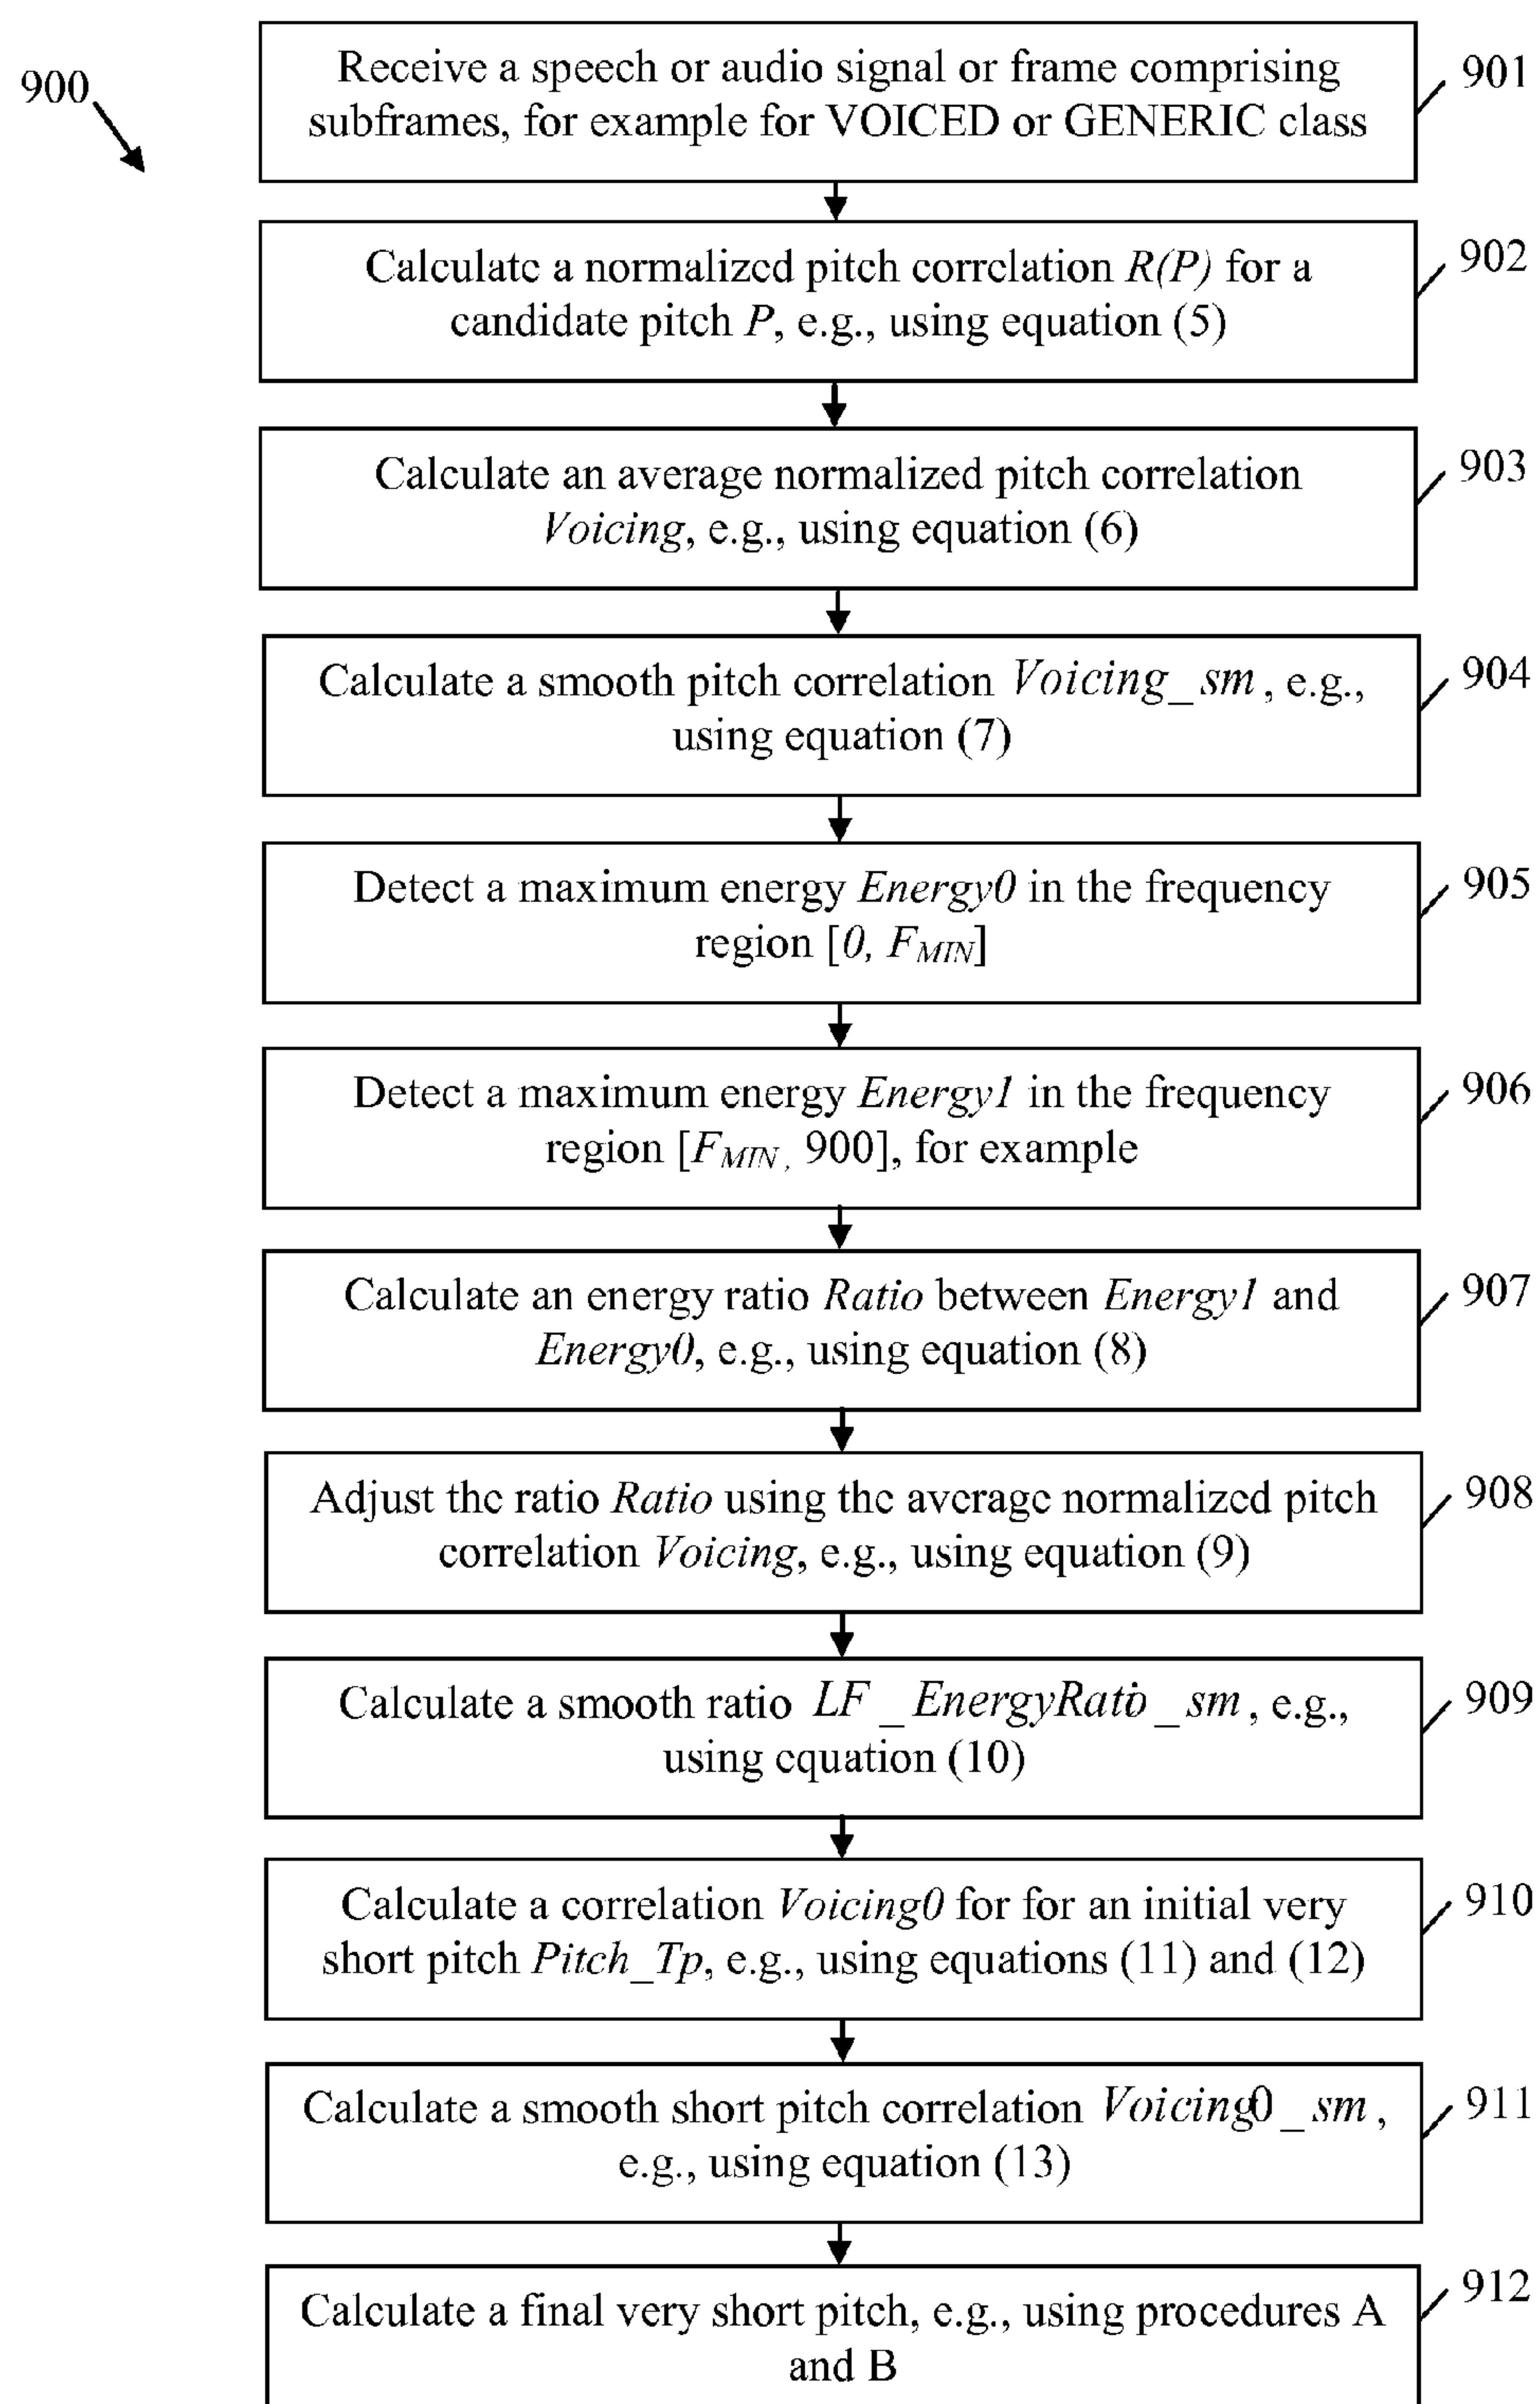 900
Receive a speech or audio signal or frame comprising
subframes, for example for VOICED or GENERIC class
901
Calculate a normalized pitch correlation R(P) for a
candidate pitch P, e.g., using equation (5)
902
Calculate an average normalized pitch correlation
Voicing, e.g., using equation (6)
903
Calculate a smooth pitch correlation Voicing_sm, e.g.,
using equation (7)
904
Detect a maximum energy Energy0 in the frequency
region [0, FMIN]
905
Detect a maximum energy Energy1 in the frequency
region [FMIN, 900], for example
906
Calculate an energy ratio Ratio between Energy1 and
Energy0, e.g., using equation (8)
907
Adjust the ratio Ratio using the average normalized pitch
correlation Voicing, e.g., using equation (9)
908
Calculate a smooth ratio LF_EnergyRatio_sm, e.g.,
using equation (10)
909
Calculate a correlation Voicing0 for for an initial very
short pitch Pitch_Tp, e.g., using equations (11) and (12)
910
Calculate a smooth short pitch correlation Voicing0_sm,
e.g., using equation (13)
911
Calculate a final very short pitch, e.g., using procedures A
and B
912